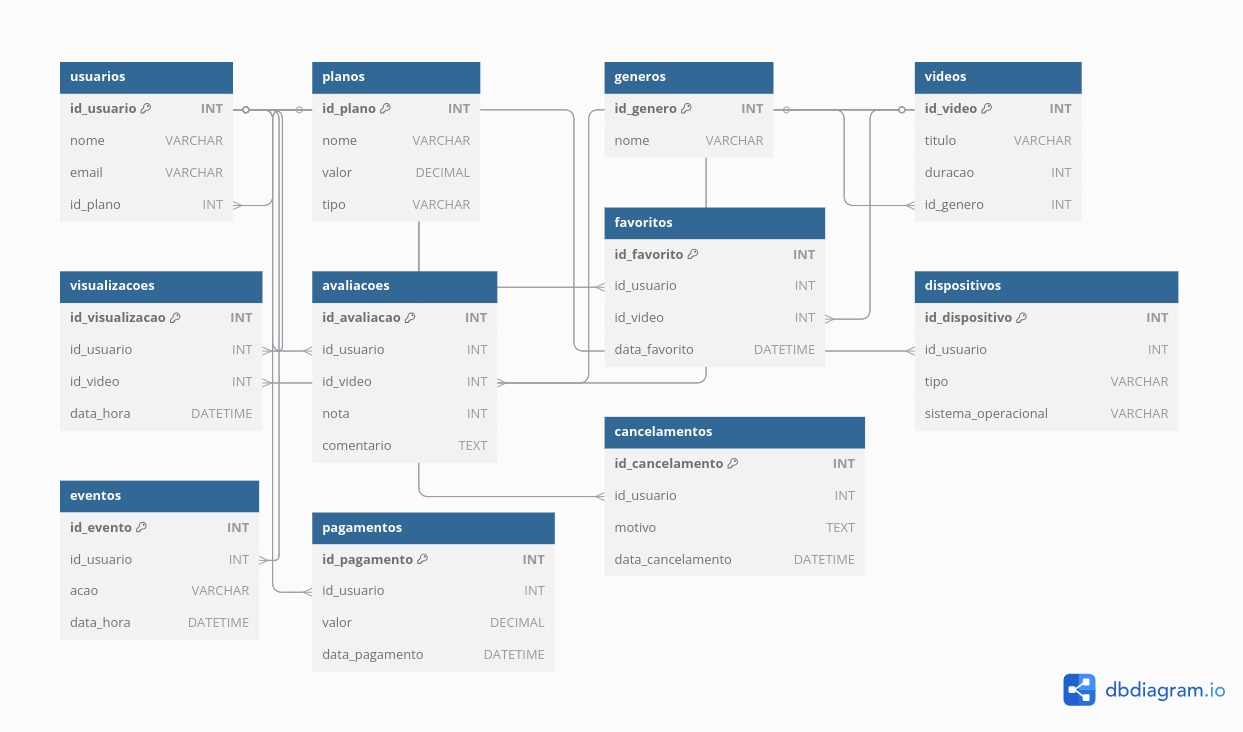 usuarios
id_usuario INT
nome VARCHAR
email VARCHAR
id_plano INT
planos
id_plano INT
nome VARCHAR
valor DECIMAL
tipo VARCHAR
generos
id_genero INT
nome VARCHAR
videos
id_video INT
titulo VARCHAR
duracao INT
id_genero INT
favoritos
id_favorito INT
id_usuario INT
id_video INT
data_favorito DATETIME
visualizacoes
id_visualizacao INT
id_usuario INT
id_video INT
data_hora DATETIME
avaliacoes
id_avaliacao INT
id_usuario INT
id_video INT
nota INT
comentario TEXT
dispositivos
id_dispositivo INT
id_usuario INT
tipo VARCHAR
sistema_operacional VARCHAR
cancelamentos
id_cancelamento INT
id_usuario INT
motivo TEXT
data_cancelamento DATETIME
eventos
id_evento INT
id_usuario INT
acao VARCHAR
data_hora DATETIME
pagamentos
id_pagamento INT
id_usuario INT
valor DECIMAL
data_pagamento DATETIME
dbdiagram.io